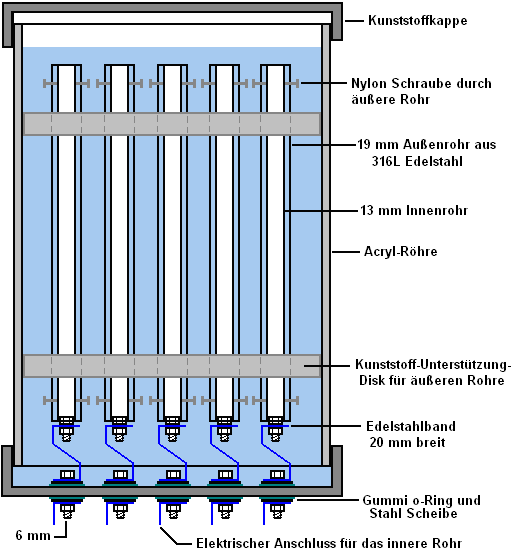 Kunststoffkappe
Nylon Schraube durch
äußere Rohr
19 mm Außenrohr aus
316L Edelstahl
13 mm Innenrohr
Acryl-Röhre
Kunststoff-Unterstützung-
Disk für äußeren Rohre
Edelstahlband
20 mm breit
Gummi o-Ring und
Stahl Scheibe
6 mm
Elektrischer Anschluss für das innere Rohr